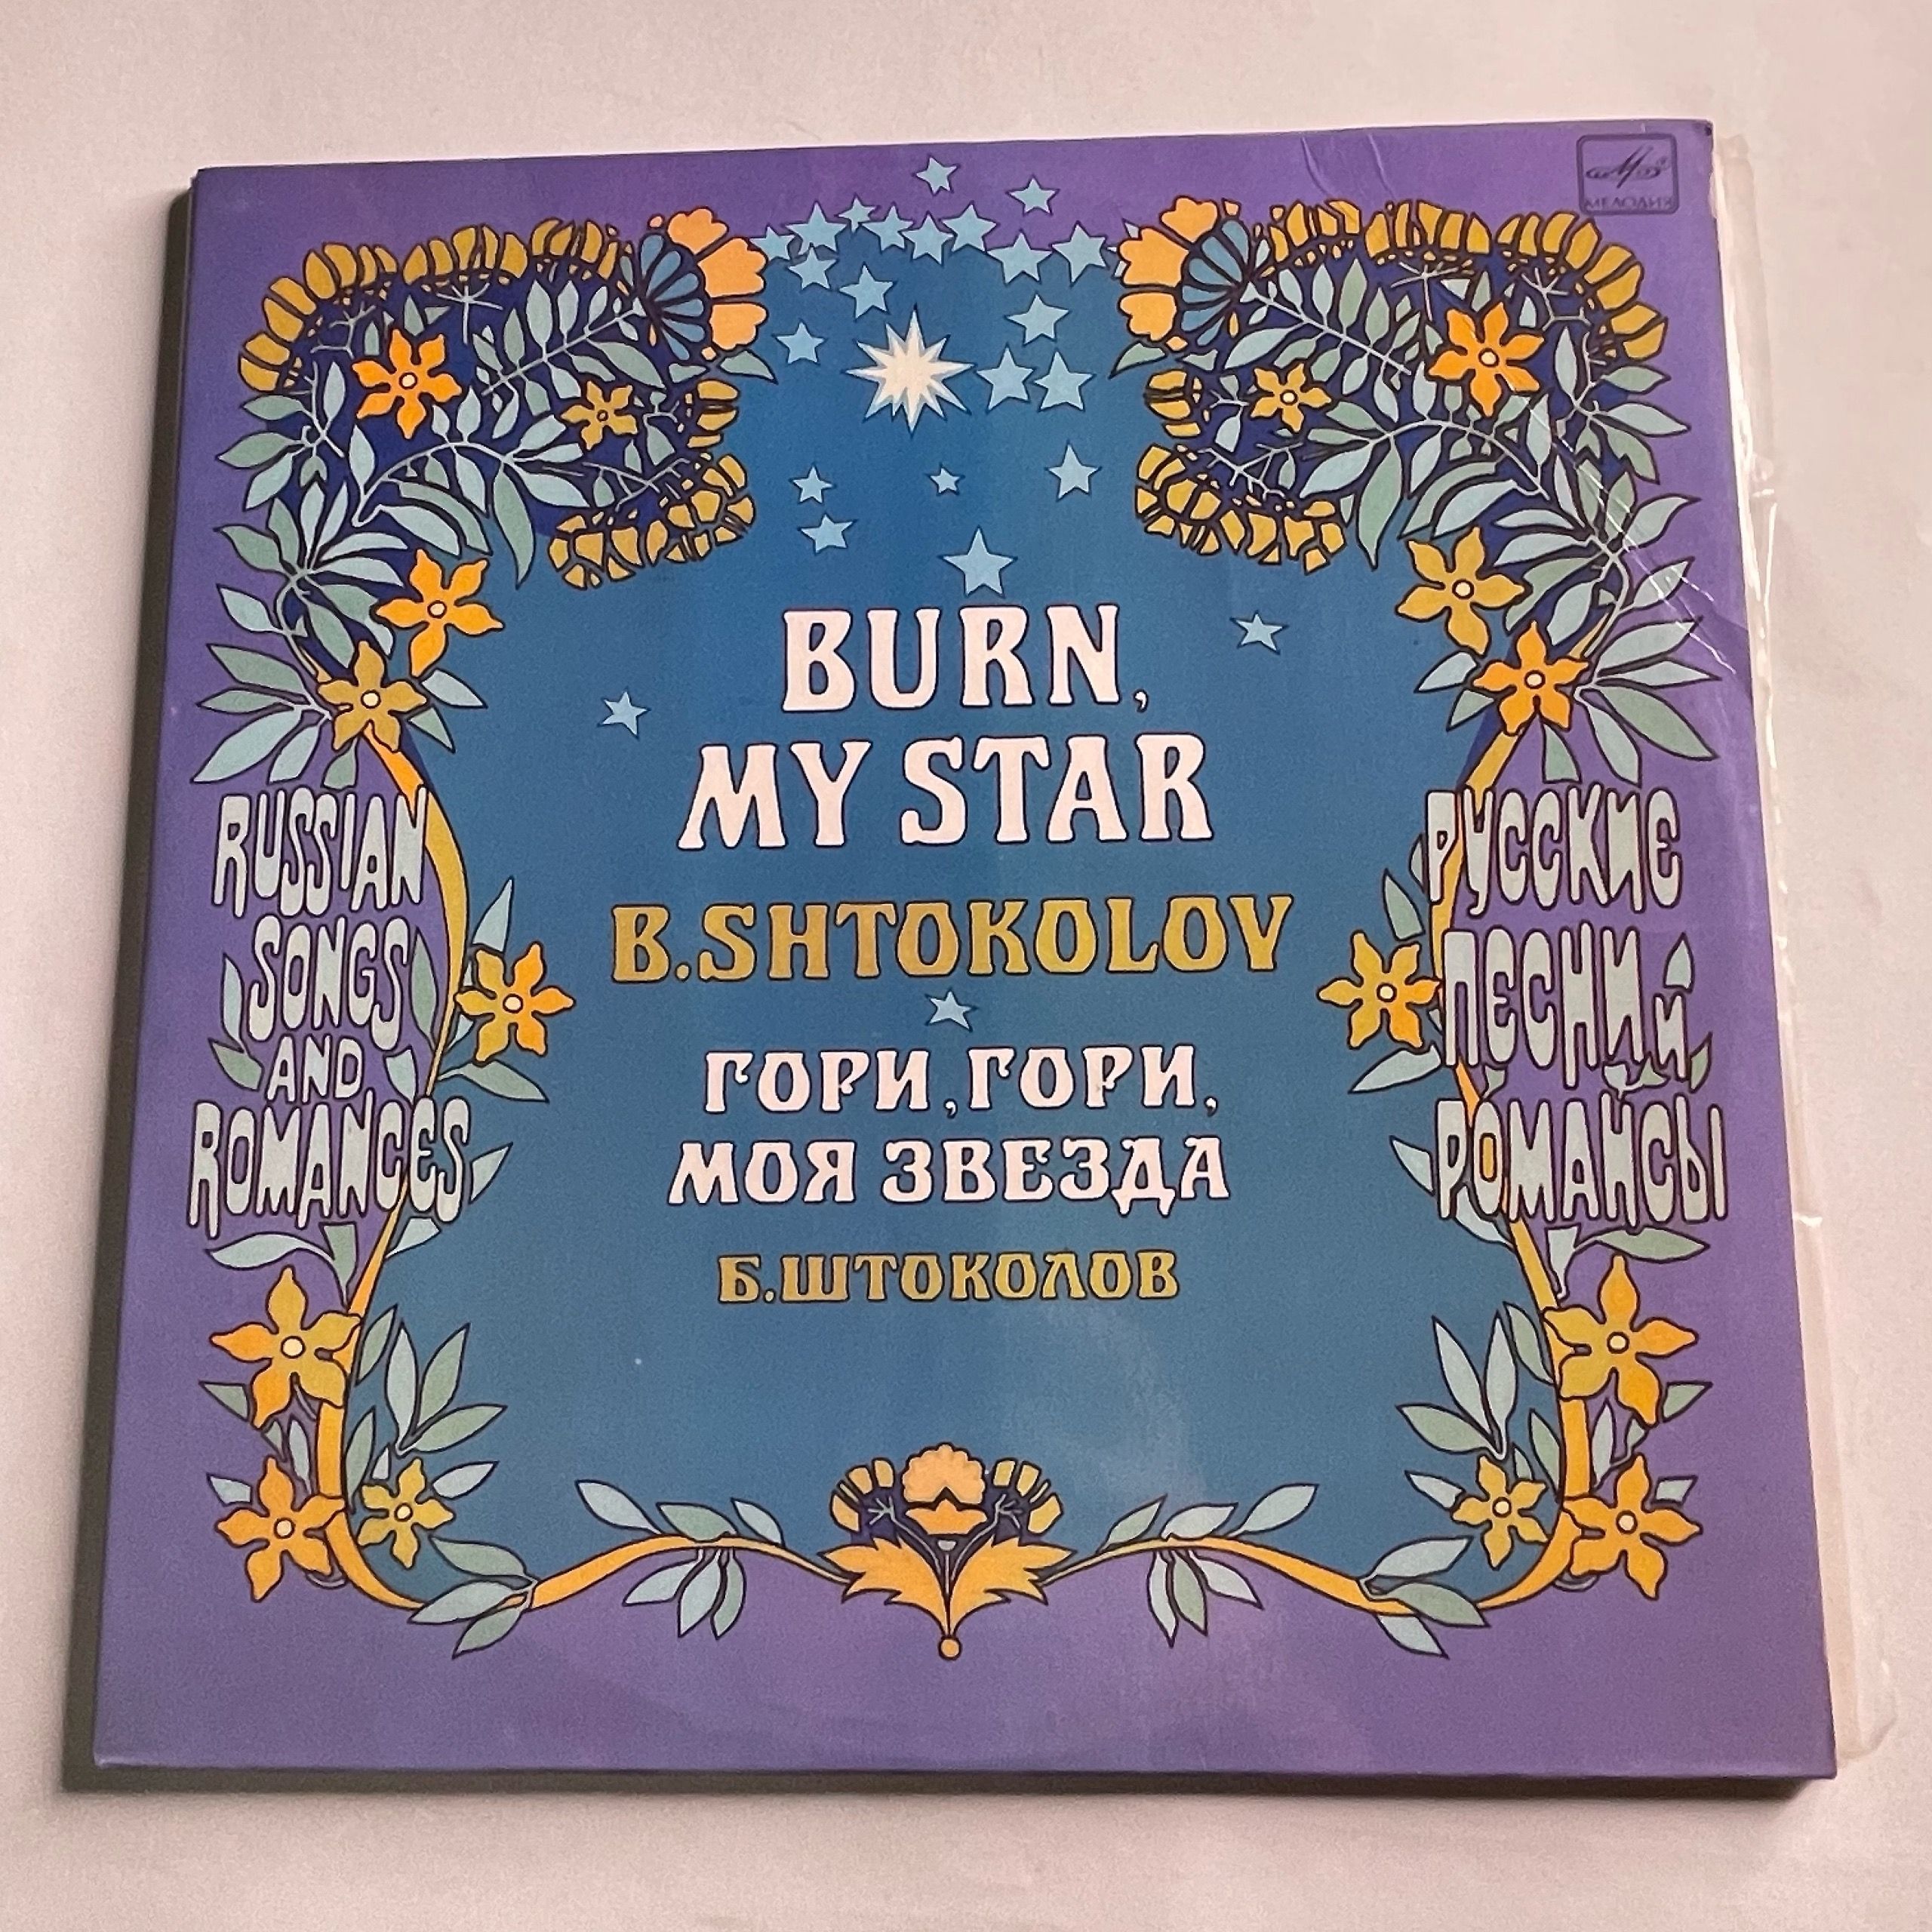 МЕЛОДИЯ
BURN,
MY STAR
B.SHTOKOLOV
ГОРИ, ГОРИ,
МОЯ ЗВЕЗДА
Б.ШТОКОЛОВ
RUSSIAN
SONGS
AND
ROMANCES
РУССКИЕ
ПЕСНИ И
РОМАНСЫ